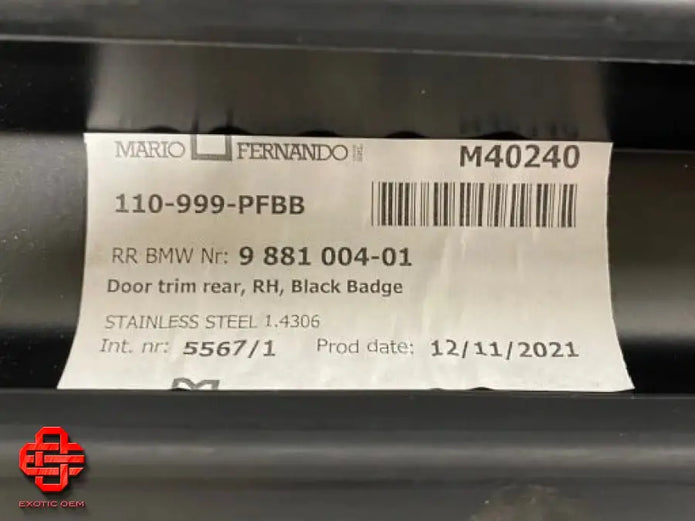 MARIO FERNANDO M40240
110-999-PFBB
RR BMW Nr: 9 881 004-01
Door trim rear, RH, Black Badge
STAINLESS STEEL 1.4306
Int. nr: 5567/1 Prod date: 12/11/2021
EXOTIC OEM